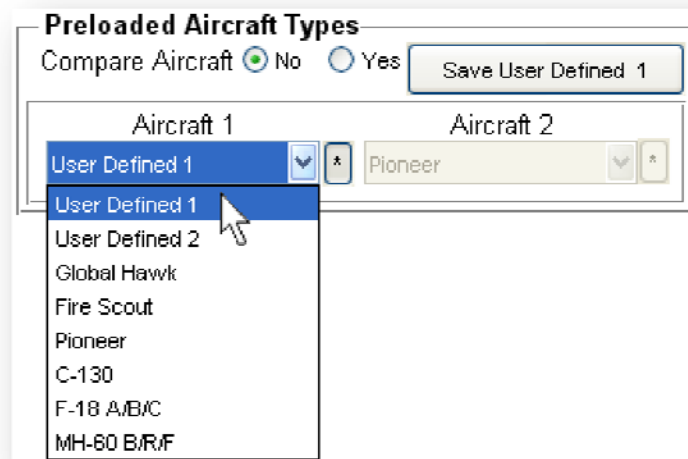 Preloaded Aircraft Types
Compare Aircraft No Yes Save User Defined 1
Aircraft 1 Aircraft 2
User Defined 1 * Pioneer *
User Defined 1
User Defined 2
Global Hawk
Fire Scout
Pioneer
C-130
F-18 A/B/C
MH-60 B/R/F